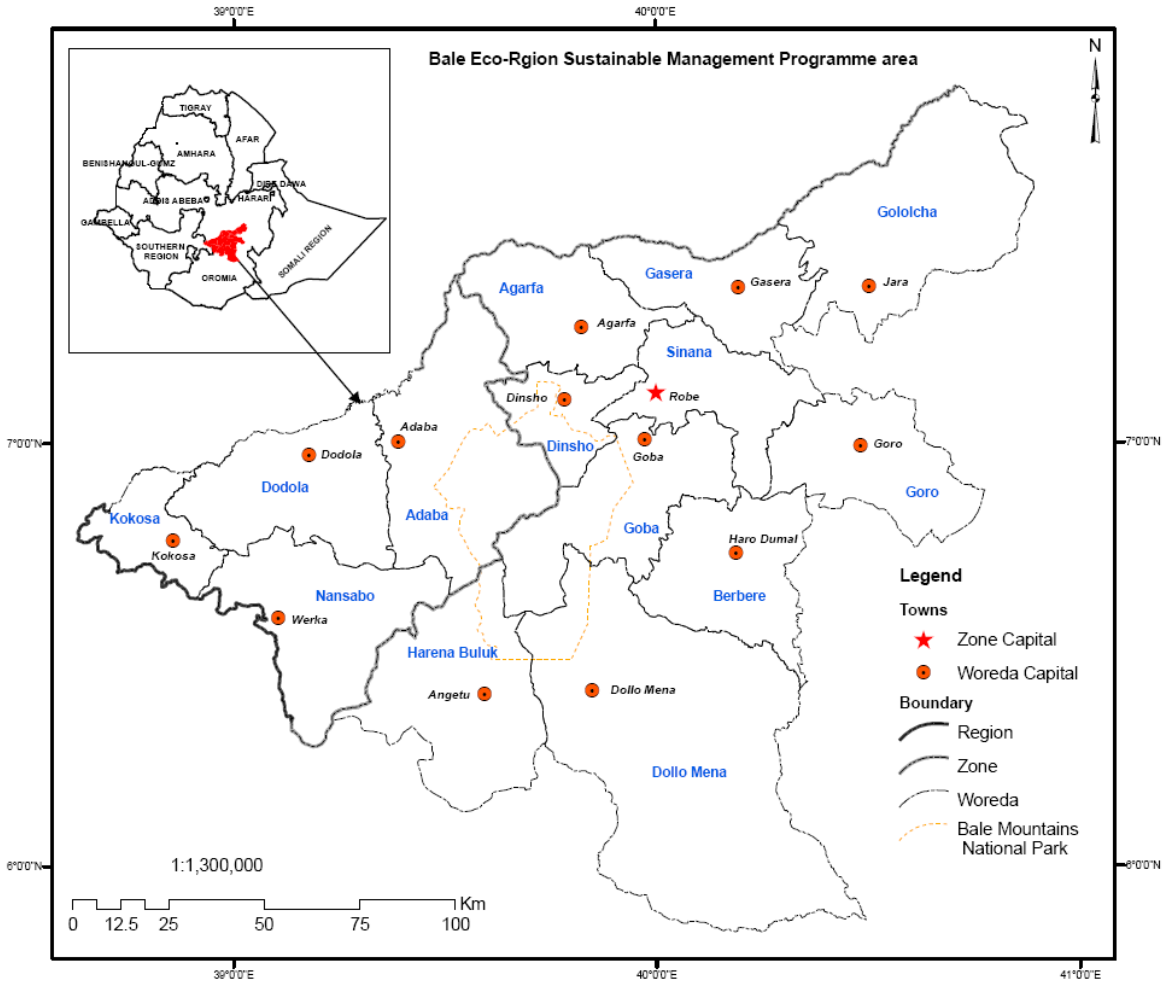 39°0'0"E
40°0'0"E
Bale Eco-Rgion Sustainable Management Programme area
N
TIGRAY
AFAR
AMHARA
BENISHANGUL-GUMZ
DIRE DAWA
ADDIS ABEBA
HARARI
GAMBELLA
SOUTHERN
REGION
SOMALI REGION
OROMIA
Gololcha
Gasera
Gasera
Jara
Agarfa
Agarfa
Sinana
Dinsho
Robe
7°0'0"N
Adaba
Dinsho
Goba
Goro
7°0'0"N
Dodola
Dodola
Goro
Kokosa
Adaba
Goba
Haro Dumal
Kokosa
Nansabo
Berbere
Werka
Harena Buluk
Angetu
Dollo Mena
Dollo Mena
Legend
Towns
Zone Capital
Woreda Capital
Boundary
Region
Zone
Woreda
Bale Mountains
National Park
6°0'0"N
1:1,300,000
6°0'0"N
Km
0 12.5 25 50 75 100
39°0'0"E
40°0'0"E
41°0'0"E